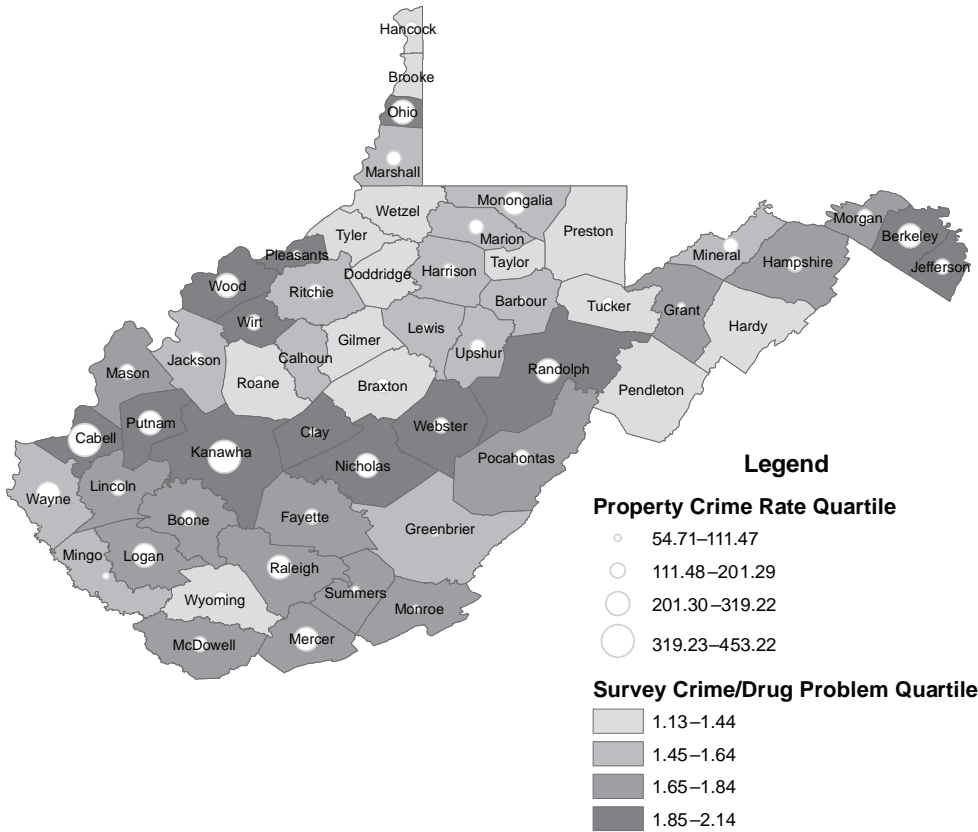 Hancock
Brooke
Ohio
Marshall
Wetzel
Monongalia
Tyler
Marion
Preston
Pleasants
Doddridge
Harrison
Taylor
Morgan
Berkeley
Jefferson
Mineral
Hampshire
Wood
Ritchie
Barbour
Tucker
Grant
Hardy
Wirt
Lewis
Gilmer
Upshur
Jackson
Calhoun
Mason
Roane
Braxton
Randolph
Pendleton
Cabell
Putnam
Clay
Webster
Kanawha
Nicholas
Pocahontas
Wayne
Lincoln
Boone
Fayette
Greenbrier
Mingo
Logan
Raleigh
Wyoming
Summers
Monroe
McDowell
Mercer
Legend
Property Crime Rate Quartile
54.71–111.47
111.48–201.29
201.30–319.22
319.23–453.22
Survey Crime/Drug Problem Quartile
1.13–1.44
1.45–1.64
1.65–1.84
1.85–2.14